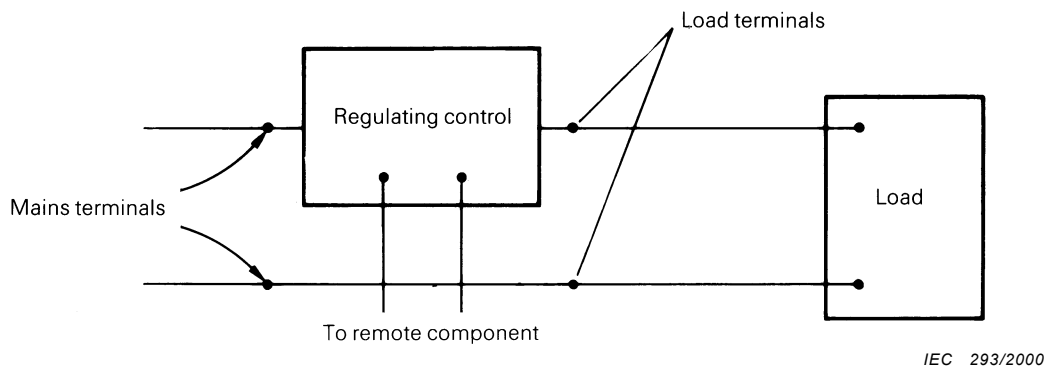 Load terminals
Regulating control
Mains terminals
Load
To remote component
IEC 293/2000